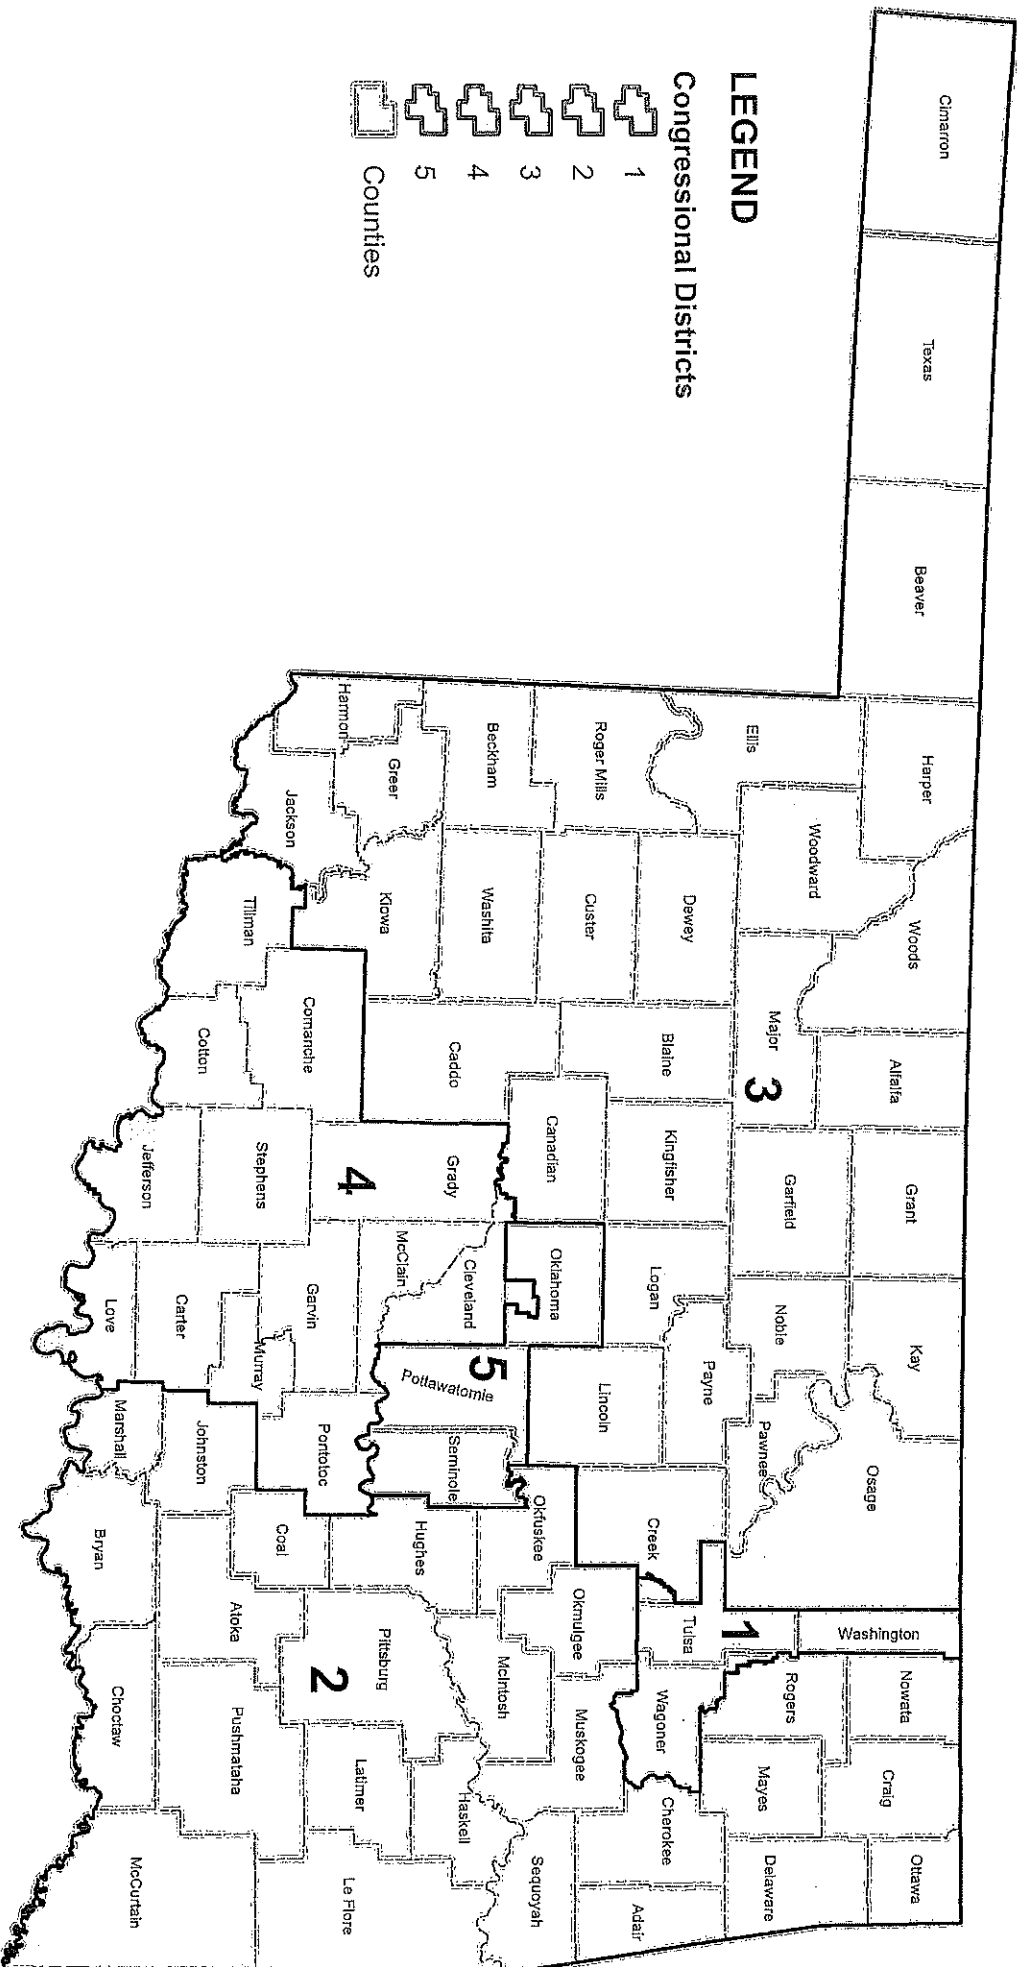 LEGEND
Congressional Districts
1
2
3
4
5
Counties
Cimarron
Texas
Beaver
Harper
Woods
Alfalfa
Grant
Kay
Osage
Washington
Nowata
Craig
Ottawa
Ellis
Woodward
Major
3
Garfield
Noble
Pawnee
1
Rogers
Mayes
Delaware
Roger Mills
Dewey
Blaine
Kingfisher
Logan
Payne
Creek
Tulsa
Wagoner
Cherokee
Adair
Beckham
Custer
Washita
Canadian
Oklahoma
Lincoln
Okfuskee
Okmulgee
Muskogee
McIntosh
Sequoyah
Harmon
Greer
Kiowa
Caddo
Grady
McClain
Cleveland
5
Pottawatomie
Seminole
Hughes
Pittsburg
Haskell
Jackson
Tillman
Comanche
4
Stephens
Garvin
Murray
Pontotoc
Coal
2
Latimer
Le Flore
Cotton
Jefferson
Carter
Love
Johnston
Marshall
Atoka
Bryan
Pushmataha
Choctaw
McCurtain